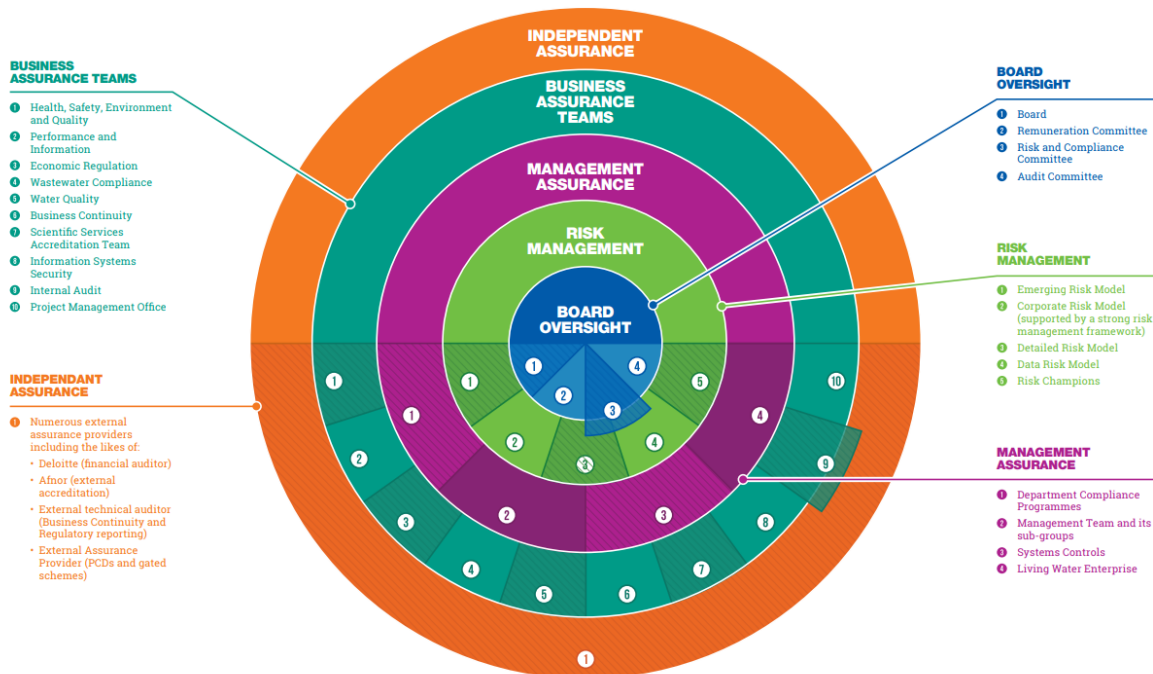 BUSINESS
ASSURANCE TEAMS
1 Health, Safety, Environment
and Quality
2 Performance and
Information
3 Economic Regulation
4 Wastewater Compliance
5 Water Quality
6 Business Continuity
7 Scientific Services
Accreditation Team
8 Information Systems
Security
9 Internal Audit
10 Project Management Office
INDEPENDANT
ASSURANCE
1 Numerous external
assurance providers
including the likes of:
• Deloitte (financial auditor)
• Afnor (external
accreditation)
• External technical auditor
(Business Continuity and
Regulatory reporting)
• External Assurance
Provider (PCDs and gated
schemes)
INDEPENDENT
ASSURANCE
BUSINESS
ASSURANCE
TEAMS
MANAGEMENT
ASSURANCE
RISK
MANAGEMENT
BOARD
OVERSIGHT
1
2
3
4
1
2
3
4
5
1
2
3
4
1
2
3
4
5
6
7
8
9
10
1
BOARD
OVERSIGHT
1 Board
2 Remuneration Committee
3 Risk and Compliance
Committee
4 Audit Committee
RISK
MANAGEMENT
1 Emerging Risk Model
2 Corporate Risk Model
(supported by a strong risk
management framework)
3 Detailed Risk Model
4 Data Risk Model
5 Risk Champions
MANAGEMENT
ASSURANCE
1 Department Compliance
Programmes
2 Management Team and its
sub-groups
3 Systems Controls
4 Living Water Enterprise